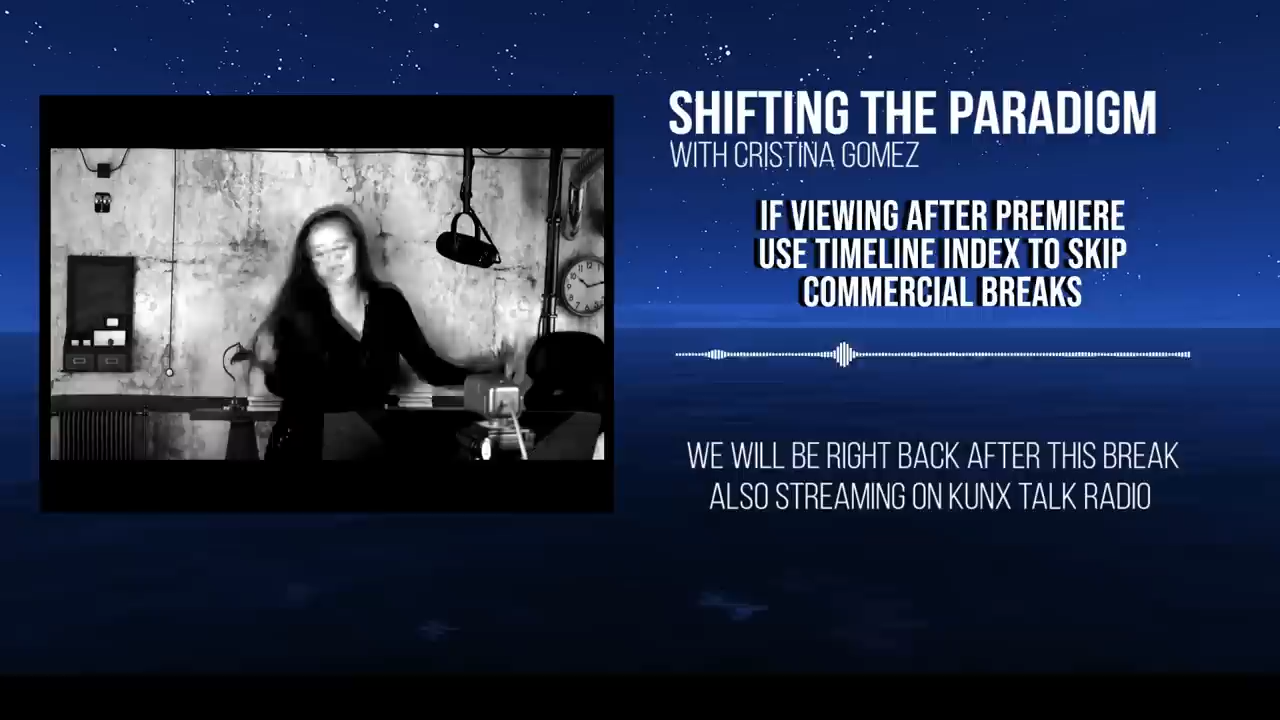 SHIFTING THE PARADIGM
WITH CRISTINA GOMEZ
IF VIEWING AFTER PREMIERE
USE TIMELINE INDEX TO SKIP
COMMERCIAL BREAKS
WE WILL BE RIGHT BACK AFTER THIS BREAK
ALSO STREAMING ON KUNX TALK RADIO